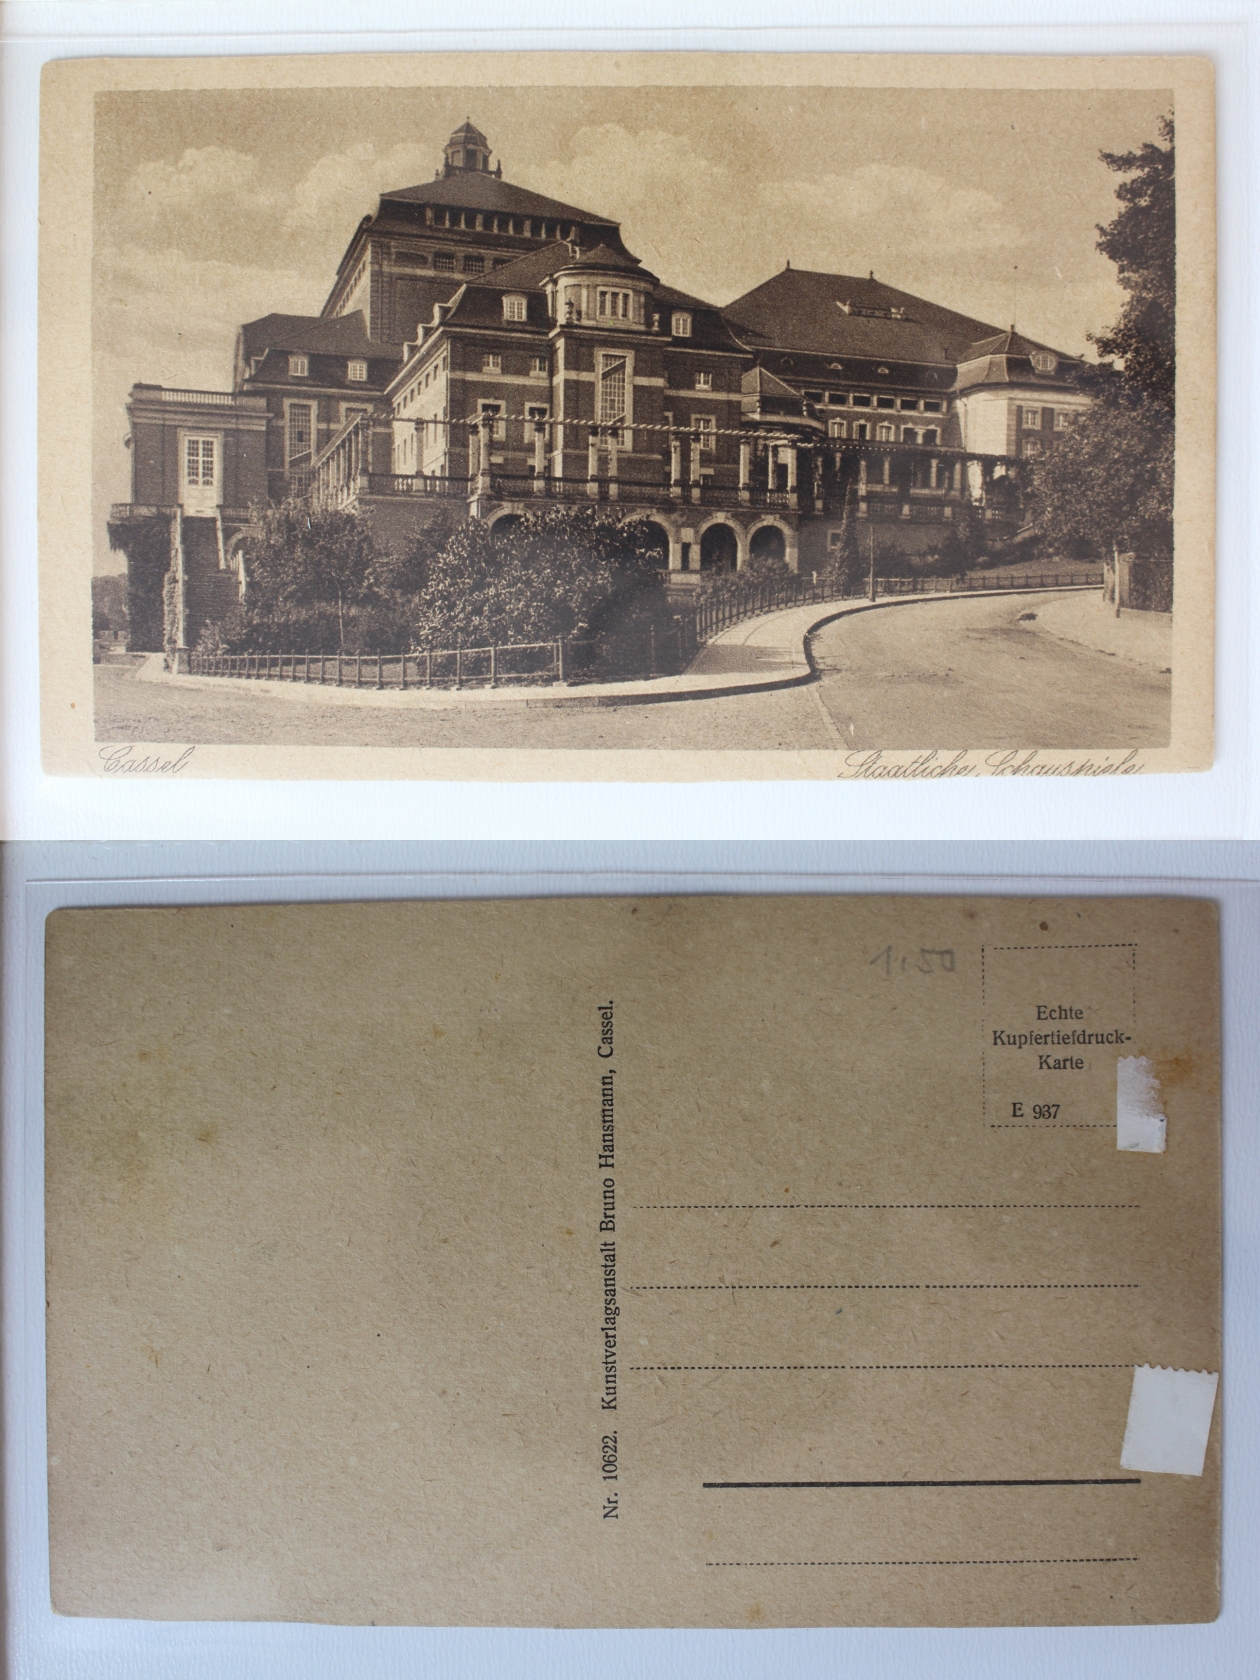 Cassel
Staatliche Schauspiele
1,50
Echte
Kupfertiefdruck-
Karte
E 937
Nr. 10622. Kunstverlagsanstalt Bruno Hansmann, Cassel.